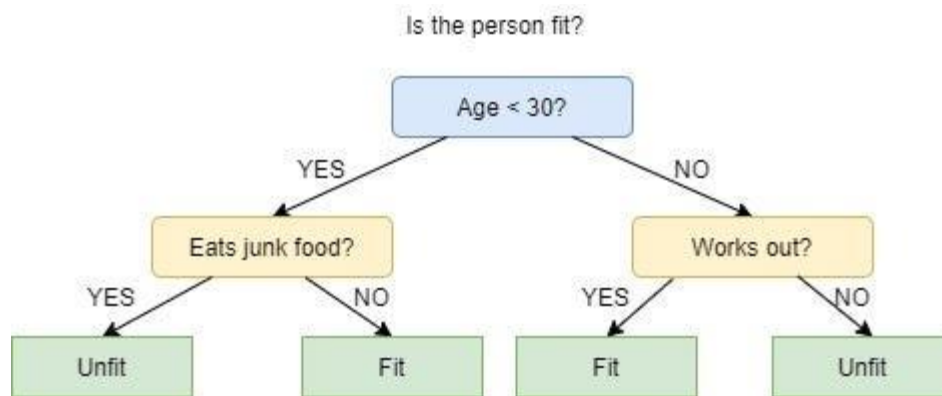 Is the person fit?
Age < 30?
YES
NO
Eats junk food?
Works out?
YES
NO
YES
NO
Unfit
Fit
Fit
Unfit